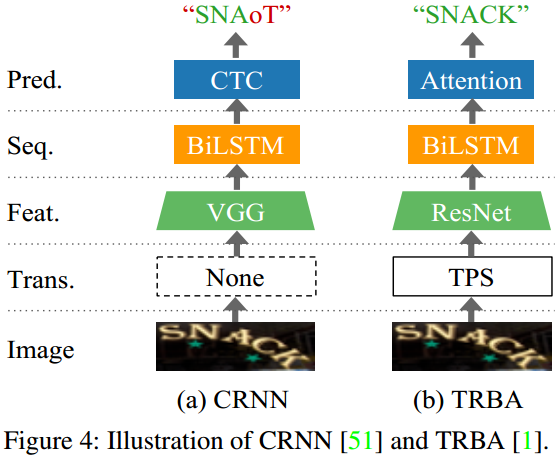 "SNAoT" "SNACK"
Pred. CTC Attention
Seq. BiLSTM BiLSTM
Feat. VGG ResNet
Trans. None TPS
Image SNACK SNACK
(a) CRNN (b) TRBA
Figure 4: Illustration of CRNN [51] and TRBA [1].